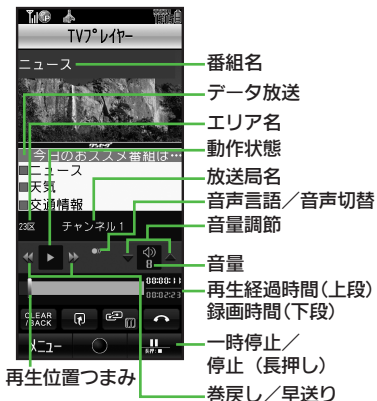 TVプレイヤー
ニュース
番組名
データ放送
今日のおススメ番組は…
エリア名
ニュース
動作状態
天気
放送局名
交通情報
音声言語／音声切替
23区
チャンネル1
音量調節
8
音量
00:00:11
再生経過時間(上段)
00:02:23
録画時間(下段)
CLEAR
/BACK
メニュー
長押:■
一時停止／
停止（長押し）
再生位置つまみ
巻戻し／早送り